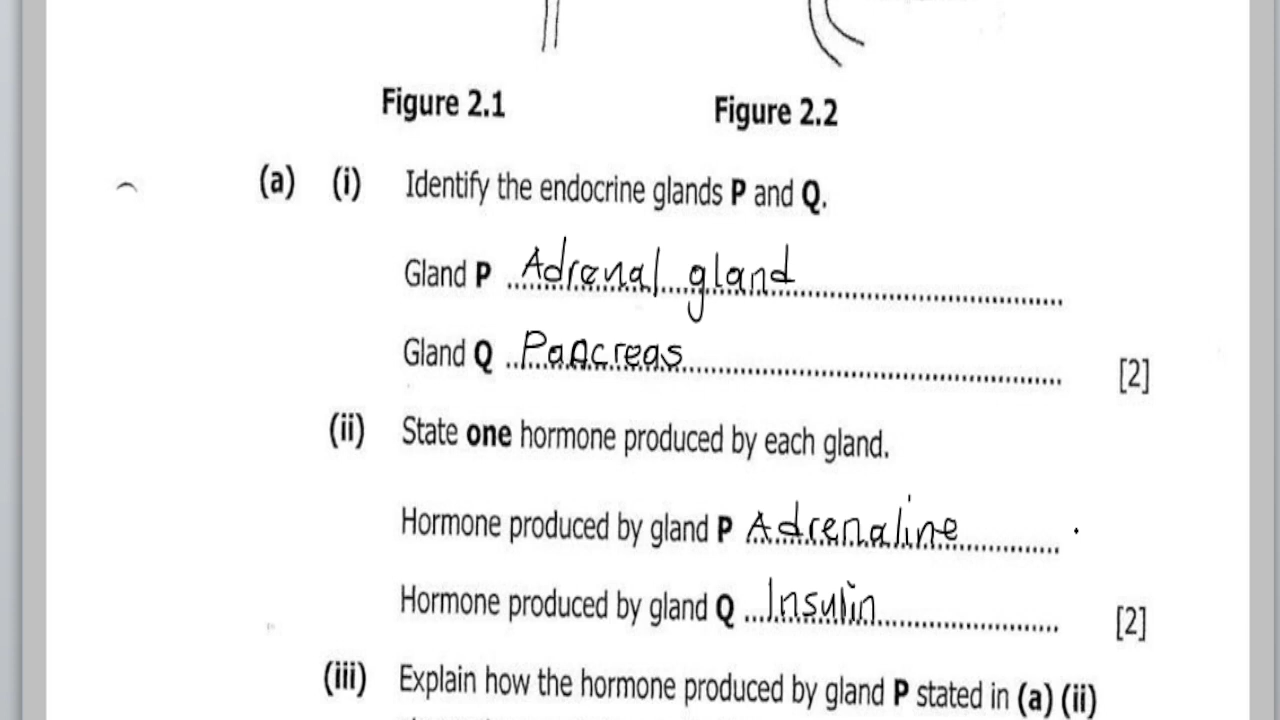 Figure 2.1 Figure 2.2
(a) (i) Identify the endocrine glands P and Q.
Gland P Adrenal gland
Gland Q Pancreas [2]
(ii) State one hormone produced by each gland.
Hormone produced by gland P Adrenaline
Hormone produced by gland Q Insulin [2]
(iii) Explain how the hormone produced by gland P stated in (a) (ii)